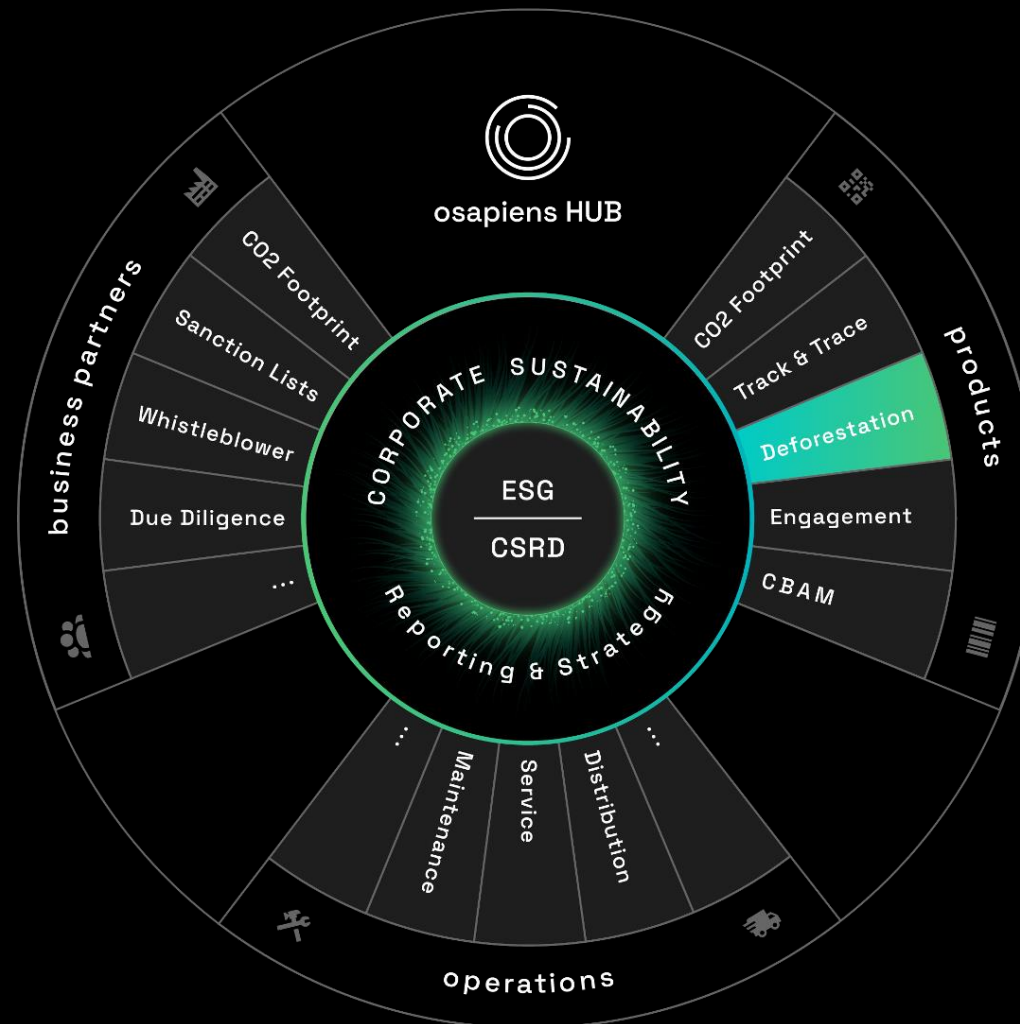 osapiens HUB
business partners
CO2 Footprint
Sanction Lists
Whistleblower
Due Diligence
...
CORPORATE SUSTAINABILITY
ESG
CSRD
Reporting & Strategy
products
CO2 Footprint
Track & Trace
Deforestation
Engagement
CBAM
...
Maintenance
Service
Distribution
...
operations